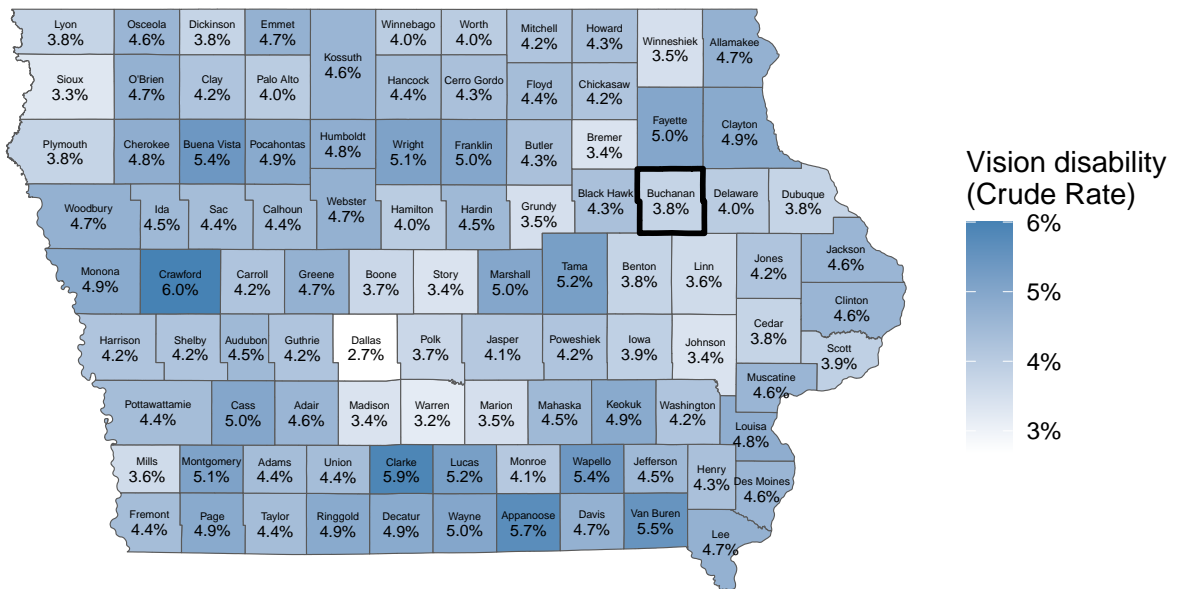 Lyon
3.8%
Osceola
4.6%
Dickinson
3.8%
Emmet
4.7%
Kossuth
4.6%
Winnebago
4.0%
Worth
4.0%
Mitchell
4.2%
Howard
4.3%
Winneshiek
3.5%
Allamakee
4.7%
Sioux
3.3%
O'Brien
4.7%
Clay
4.2%
Palo Alto
4.0%
Hancock
4.4%
Cerro Gordo
4.3%
Floyd
4.4%
Chickasaw
4.2%
Fayette
5.0%
Clayton
4.9%
Plymouth
3.8%
Cherokee
4.8%
Buena Vista
5.4%
Pocahontas
4.9%
Humboldt
4.8%
Wright
5.1%
Franklin
5.0%
Butler
4.3%
Bremer
3.4%
Woodbury
4.7%
Ida
4.5%
Sac
4.4%
Calhoun
4.4%
Webster
4.7%
Hamilton
4.0%
Hardin
4.5%
Grundy
3.5%
Black Hawk
4.3%
Buchanan
3.8%
Delaware
4.0%
Dubuque
3.8%
Monona
4.9%
Crawford
6.0%
Carroll
4.2%
Greene
4.7%
Boone
3.7%
Story
3.4%
Marshall
5.0%
Tama
5.2%
Benton
3.8%
Linn
3.6%
Jones
4.2%
Jackson
4.6%
Clinton
4.6%
Harrison
4.2%
Shelby
4.2%
Audubon
4.5%
Guthrie
4.2%
Dallas
2.7%
Polk
3.7%
Jasper
4.1%
Poweshiek
4.2%
Iowa
3.9%
Johnson
3.4%
Cedar
3.8%
Scott
3.9%
Muscatine
4.6%
Pottawattamie
4.4%
Cass
5.0%
Adair
4.6%
Madison
3.4%
Warren
3.2%
Marion
3.5%
Mahaska
4.5%
Keokuk
4.9%
Washington
4.2%
Louisa
4.8%
Mills
3.6%
Montgomery
5.1%
Adams
4.4%
Union
4.4%
Clarke
5.9%
Lucas
5.2%
Monroe
4.1%
Wapello
5.4%
Jefferson
4.5%
Henry
4.3%
Des Moines
4.6%
Fremont
4.4%
Page
4.9%
Taylor
4.4%
Ringgold
4.9%
Decatur
4.9%
Wayne
5.0%
Appanoose
5.7%
Davis
4.7%
Van Buren
5.5%
Lee
4.7%
Vision disability
(Crude Rate)
6%
5%
4%
3%